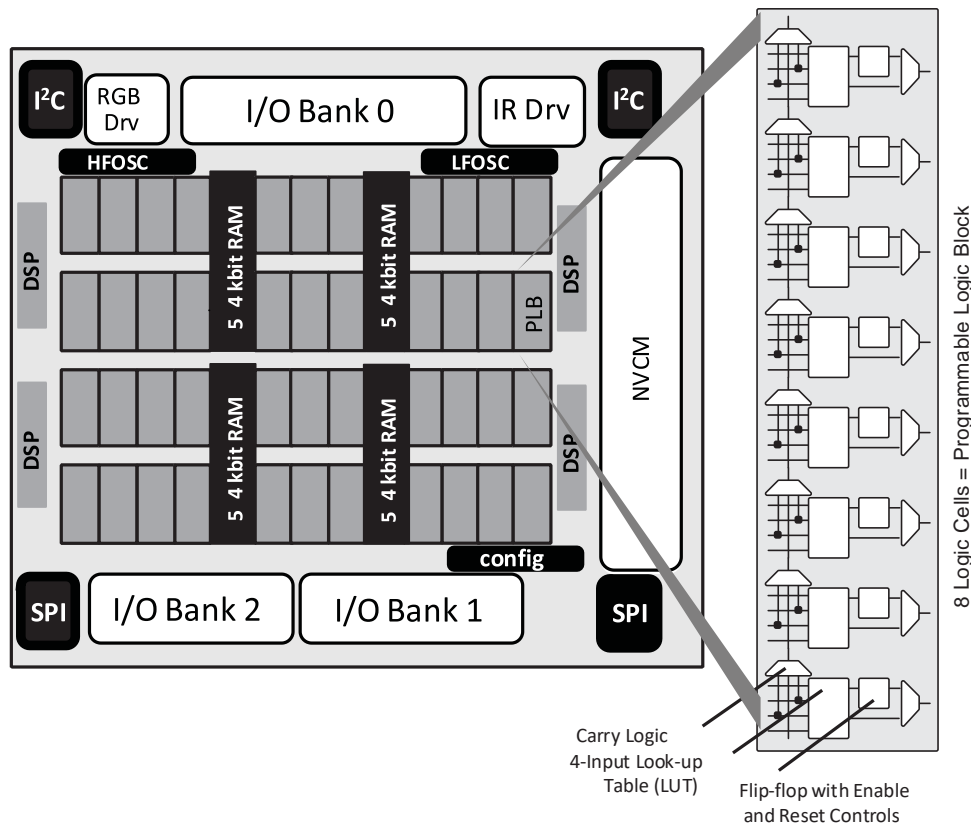 I²C
RGB
Drv
I/O Bank 0
IR Drv
I²C
HFOSC
LFOSC
DSP
5 4 kbit RAM
5 4 kbit RAM
PLB
DSP
NVCM
DSP
5 4 kbit RAM
5 4 kbit RAM
DSP
config
SPI
I/O Bank 2
I/O Bank 1
SPI
8 Logic Cells = Programmable Logic Block
Carry Logic
4-Input Look-up
Table (LUT)
Flip-flop with Enable
and Reset Controls